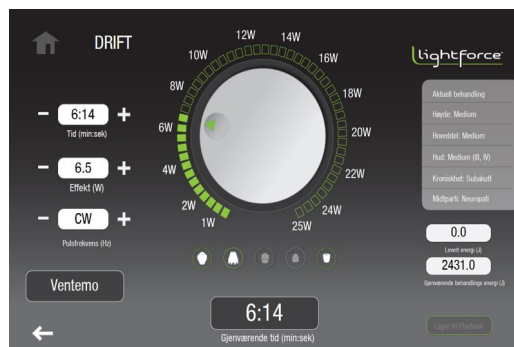 DRIFT
lightforce®
12W 14W
10W 16W
8W 18W
6W 20W
4W 22W
2W 24W
1W 25W
6:14
Tid (min:sek)
6.5
Effekt (W)
CW
Pulsfrekvens (Hz)
Aktuell behandling
Høyde: Medium
Hoveddel: Medium
Hud: Medium (III, IV)
Kroniskhet: Subakutt
Midtparti: Neuropati
0.0
Levert energi (J)
2431.0
Gjenværende behandlings energi (J)
Ventemo
6:14
Gjenværende tid (min:sek)
Lagre til Playbook